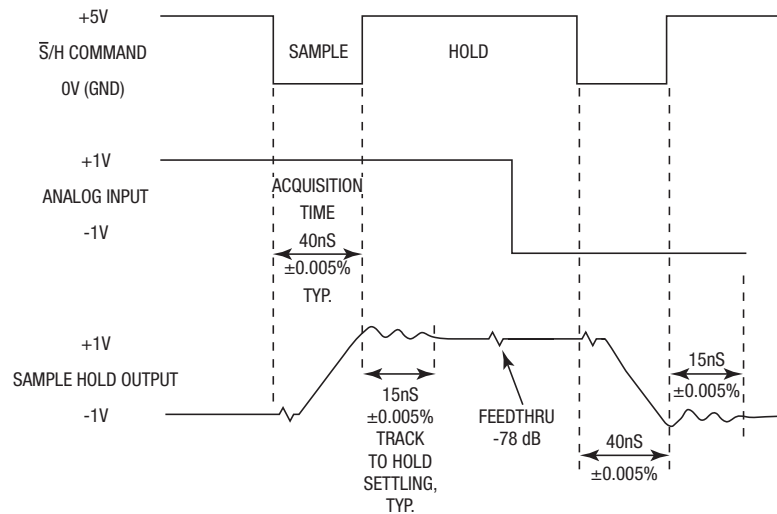 +5V
S̅/H COMMAND
0V (GND)
SAMPLE
HOLD
+1V
ANALOG INPUT
-1V
ACQUISITION
TIME
40nS
±0.005%
TYP.
+1V
SAMPLE HOLD OUTPUT
-1V
15nS
±0.005%
TRACK
TO HOLD
SETTLING,
TYP.
FEEDTHRU
-78 dB
40nS
±0.005%
15nS
±0.005%